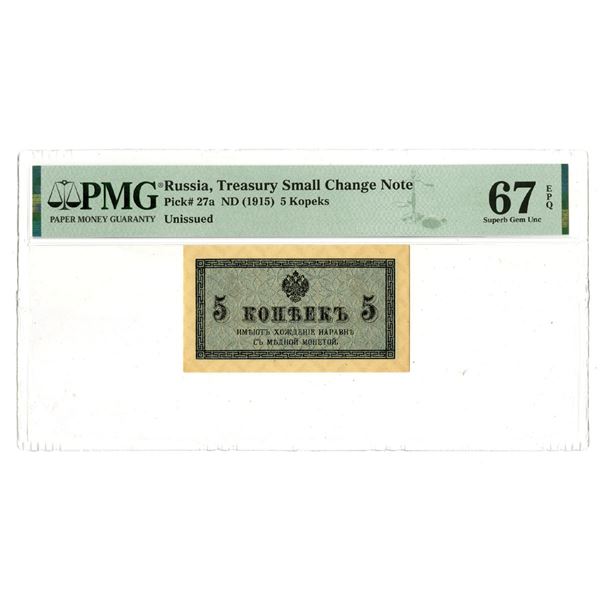 PMG® Russia, Treasury Small Change Note
Pick# 27a ND (1915) 5 Kopeks
PAPER MONEY GUARANTY Unissued
67 EPQ
Superb Gem Unc
5 КОПѢЕКЪ 5
ИМѢЮТЪ ХОЖДЕНІЕ НАРАВНѢ
СЪ МѢДНОЙ МОНЕТОЙ.